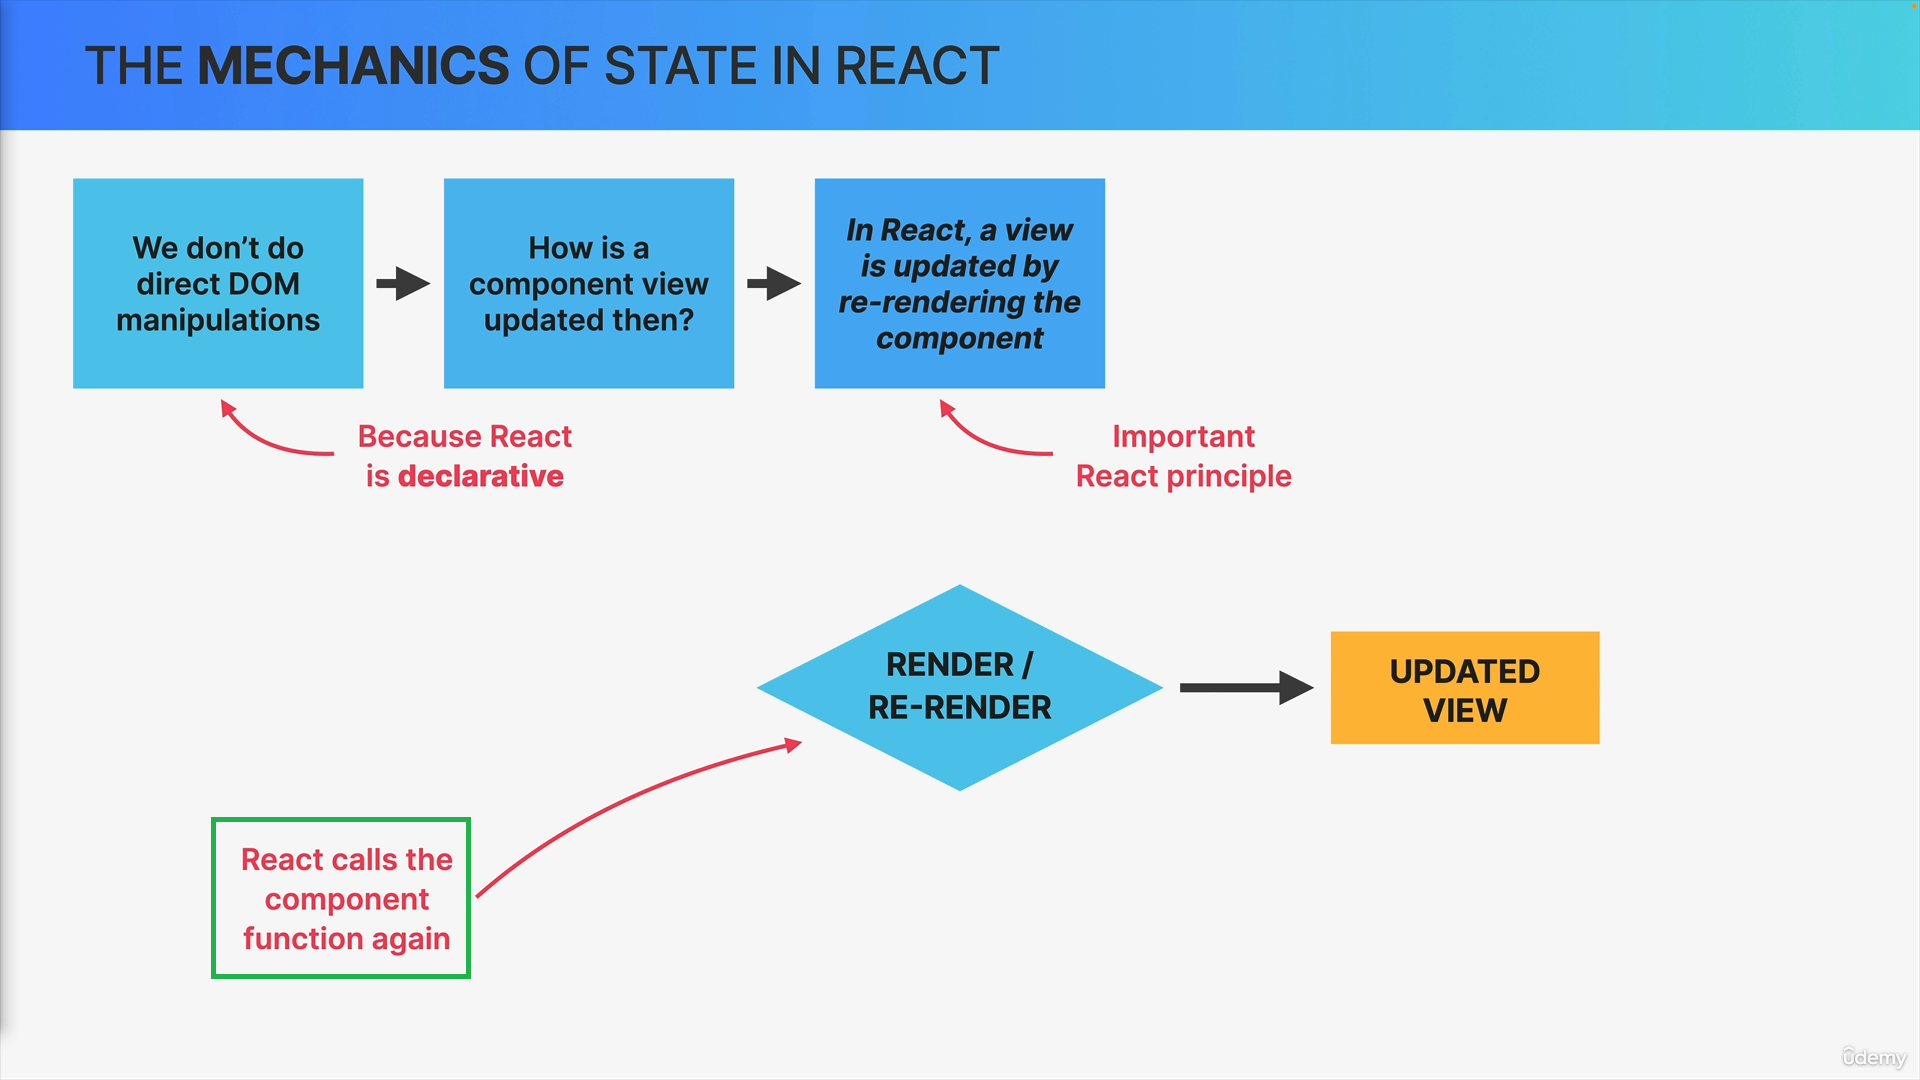 THE MECHANICS OF STATE IN REACT
We don’t do
direct DOM
manipulations
How is a
component view
updated then?
In React, a view
is updated by
re-rendering the
component
Because React
is declarative
Important
React principle
RENDER /
RE-RENDER
UPDATED
VIEW
React calls the
component
function again
ûdemy